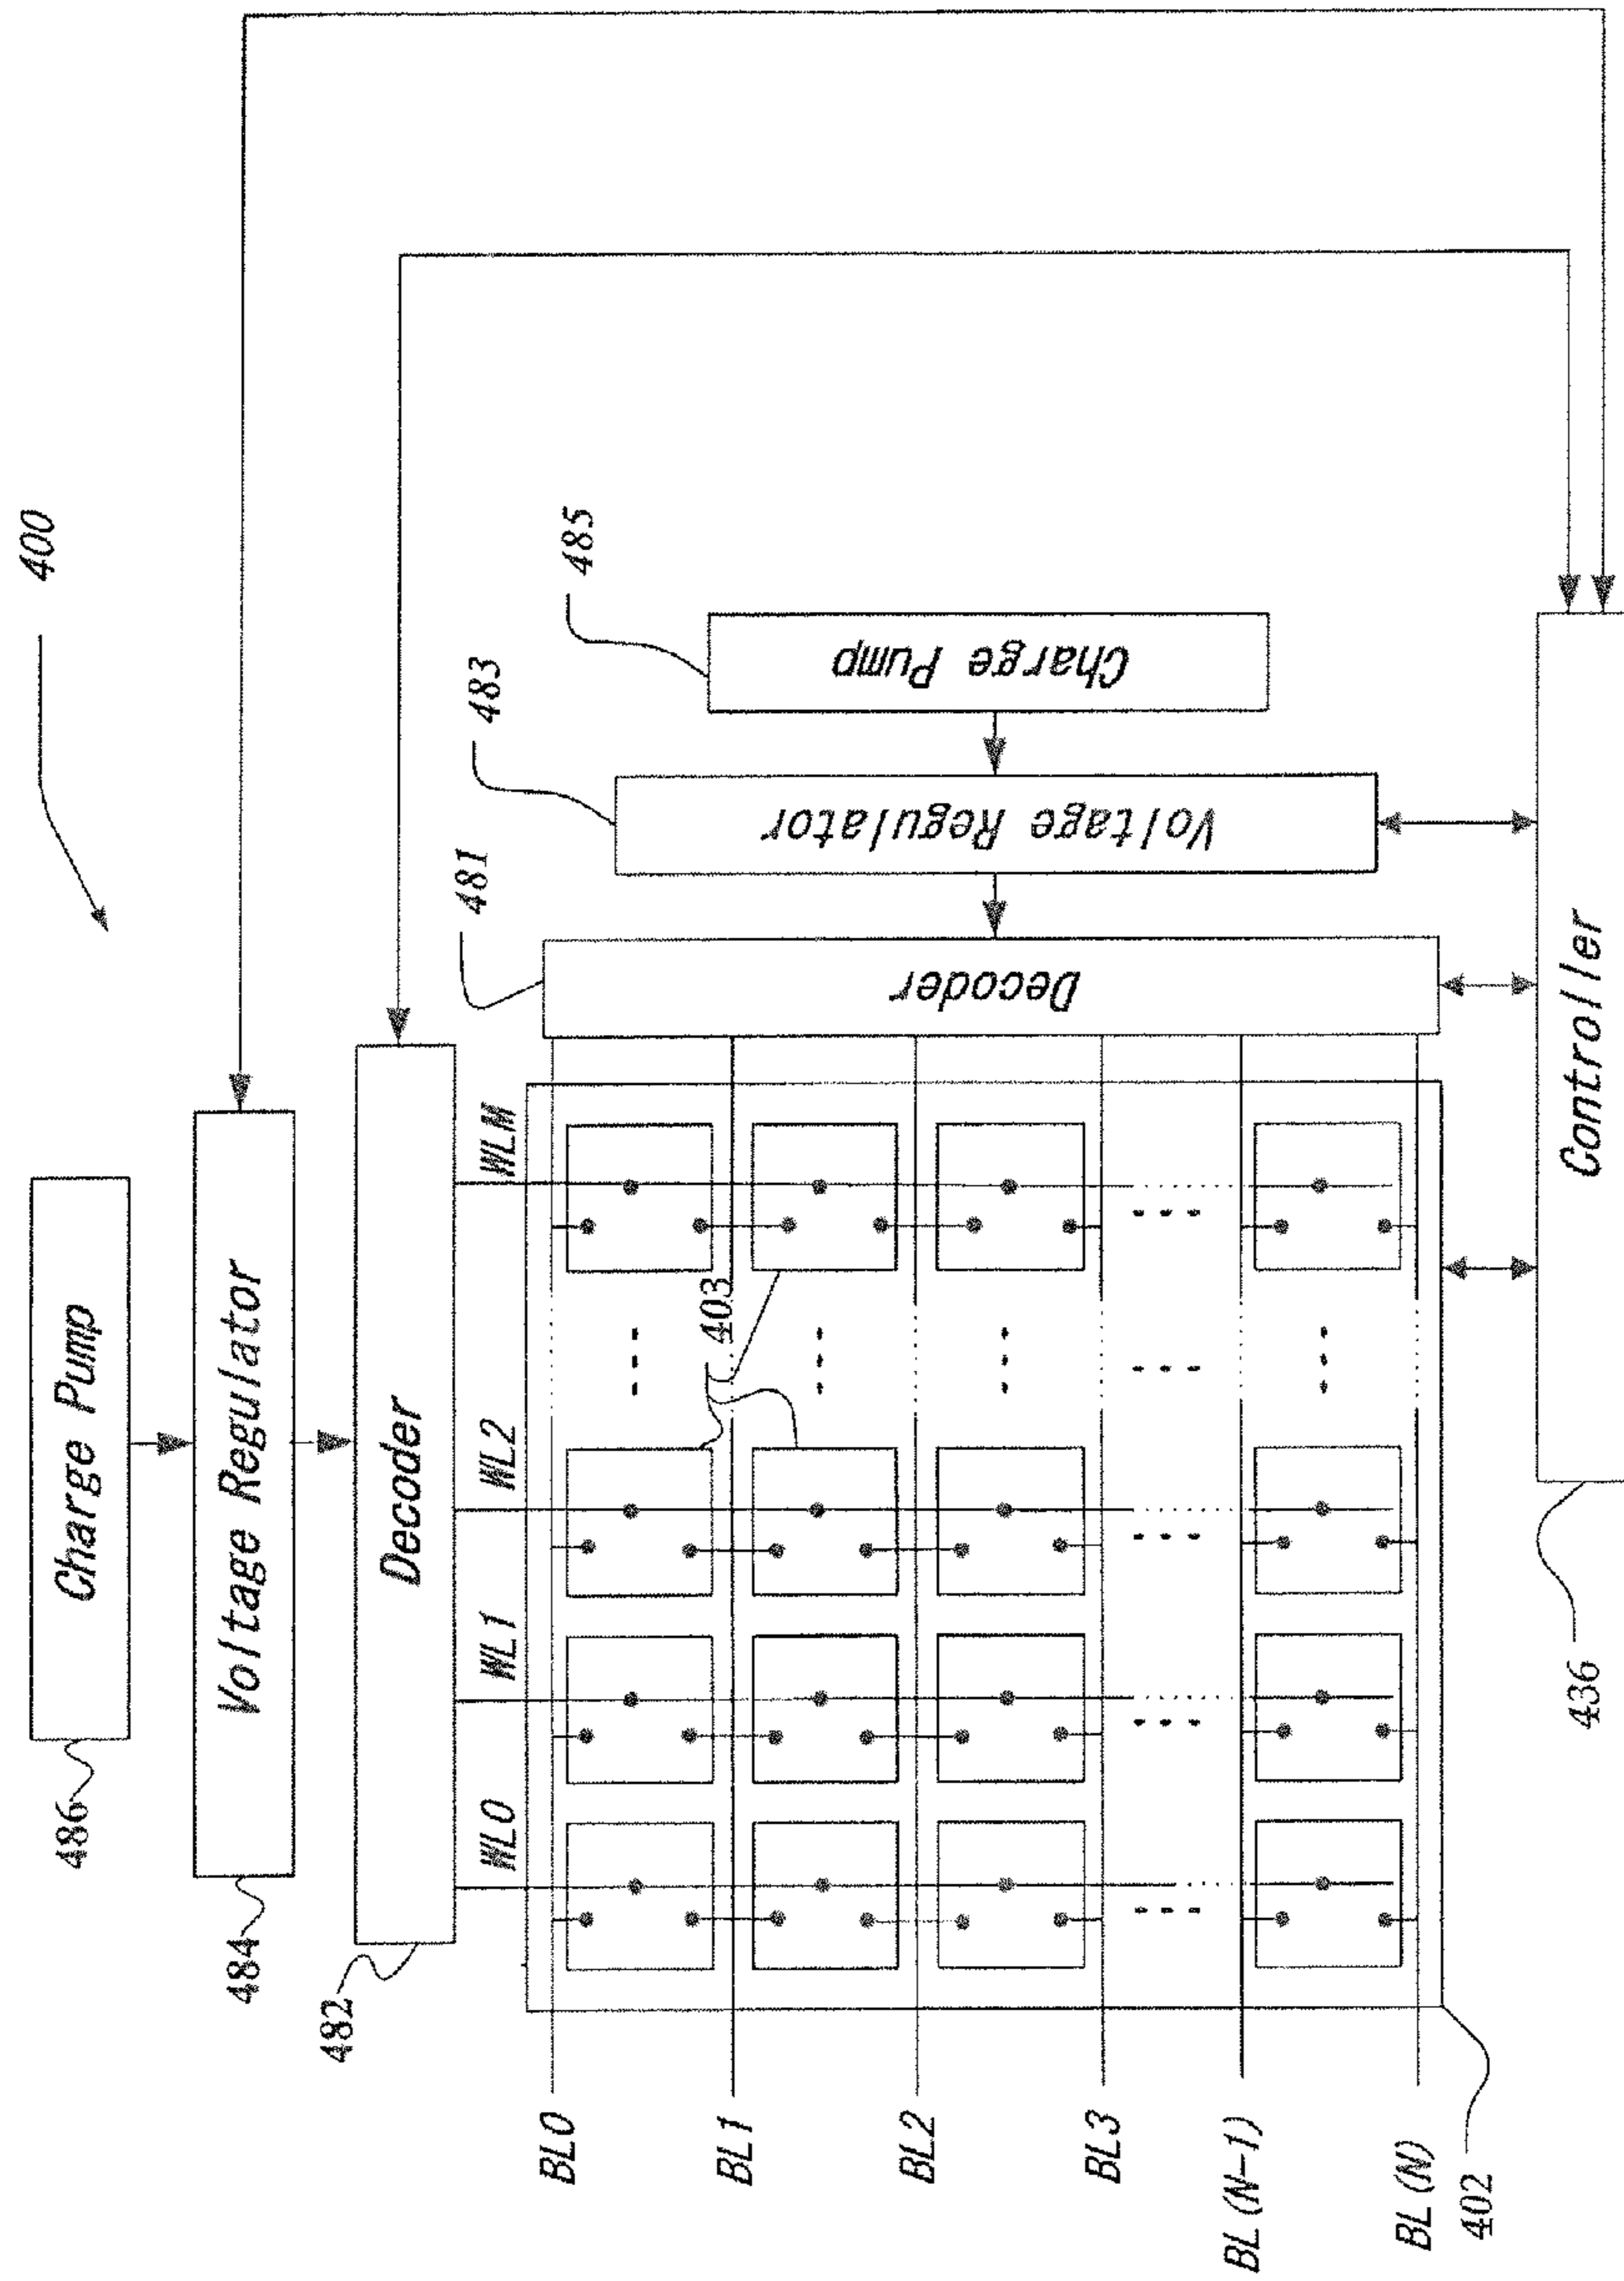 400
Charge Pump
486
Voltage Regulator
484
Decoder
482
WL0
WL1
WL2
WLM
BL0
BL1
BL2
BL3
BL(N-1)
BL(N)
402
403
Decoder
481
Voltage Regulator
483
Charge Pump
485
Controller
436